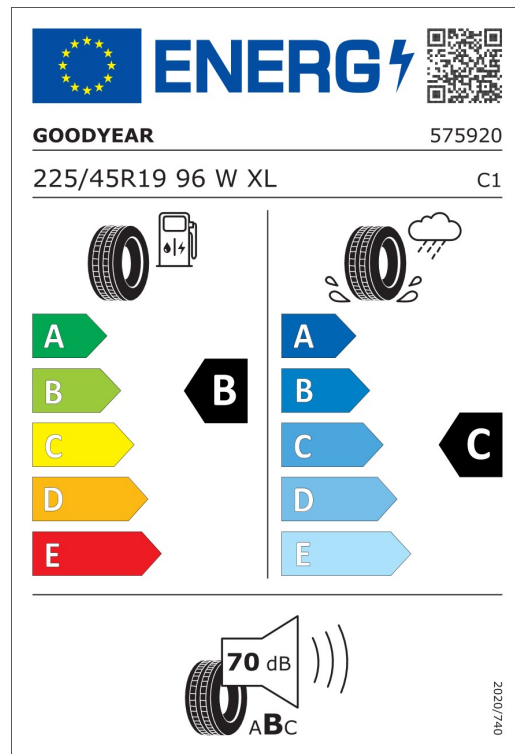 ENERG
GOODYEAR 575920
225/45R19 96 W XL C1
A A
B B B
B C C
C D D
E E
70 dB
ABC
2020/740